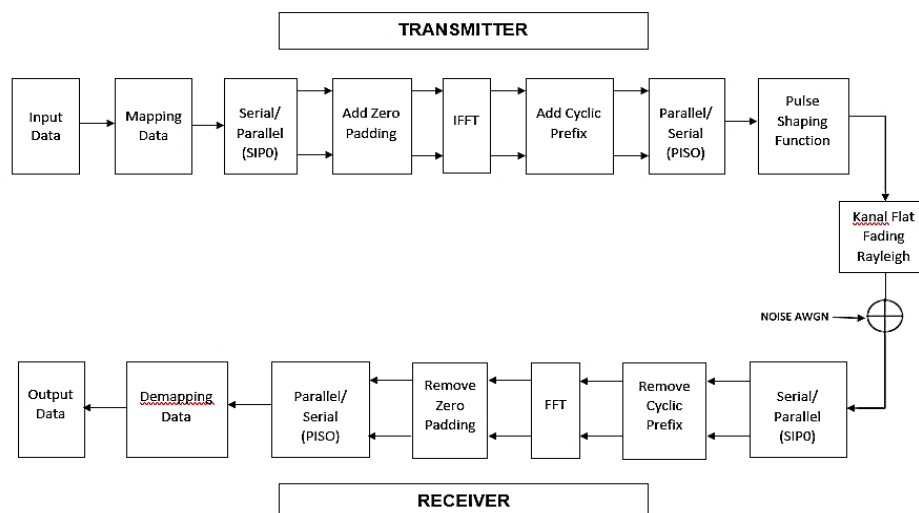 TRANSMITTER
Input
Data
Mapping
Data
Serial/
Parallel
(SIP0)
Add Zero
Padding
IFFT
Add Cyclic
Prefix
Parallel/
Serial
(PISO)
Pulse
Shaping
Function
Kanal Flat
Fading
Rayleigh
NOISE AWGN
Output
Data
Demapping
Data
Parallel/
Serial
(PISO)
Remove
Zero
Padding
FFT
Remove
Cyclic
Prefix
Serial/
Parallel
(SIP0)
RECEIVER